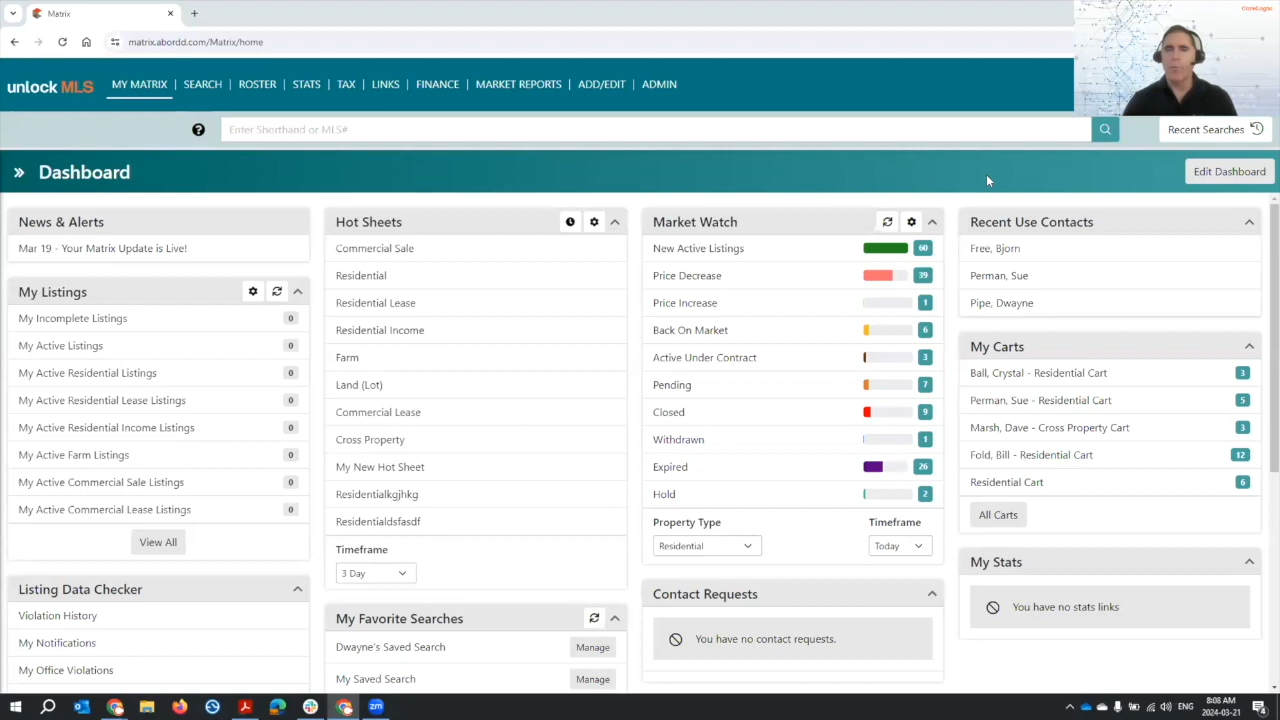 Matrix
CoreLogic
matrix.abordd.com/Matrix/home
unlock MLS
MY MATRIX | SEARCH | ROSTER | STATS | TAX | LINKS | FINANCE | MARKET REPORTS | ADD/EDIT | ADMIN
Enter Shorthand or MLS#
Recent Searches
Dashboard
Edit Dashboard
News & Alerts
Mar 19 - Your Matrix Update is Live!
My Listings
My Incomplete Listings 0
My Active Listings 0
My Active Residential Listings 0
My Active Residential Lease Listings 0
My Active Residential Income Listings 0
My Active Farm Listings 0
My Active Commercial Sale Listings 0
My Active Commercial Lease Listings 0
View All
Listing Data Checker
Violation History
My Notifications
My Office Violations
Hot Sheets
Commercial Sale
Residential
Residential Lease
Residential Income
Farm
Land (Lot)
Commercial Lease
Cross Property
My New Hot Sheet
Residentialkgjhkg
Residentialdsfasdf
Timeframe
3 Day
My Favorite Searches
Dwayne's Saved Search Manage
My Saved Search Manage
Market Watch
New Active Listings 60
Price Decrease 39
Price Increase 1
Back On Market 6
Active Under Contract 3
Pending 7
Closed 9
Withdrawn 1
Expired 26
Hold 2
Property Type Timeframe
Residential Today
Contact Requests
You have no contact requests.
Recent Use Contacts
Free, Bjorn
Perman, Sue
Pipe, Dwayne
My Carts
Ball, Crystal - Residential Cart 3
Perman, Sue - Residential Cart 5
Marsh, Dave - Cross Property Cart 3
Fold, Bill - Residential Cart 12
Residential Cart 6
All Carts
My Stats
You have no stats links
zm
ENG
8:08 AM
2024-03-21
4